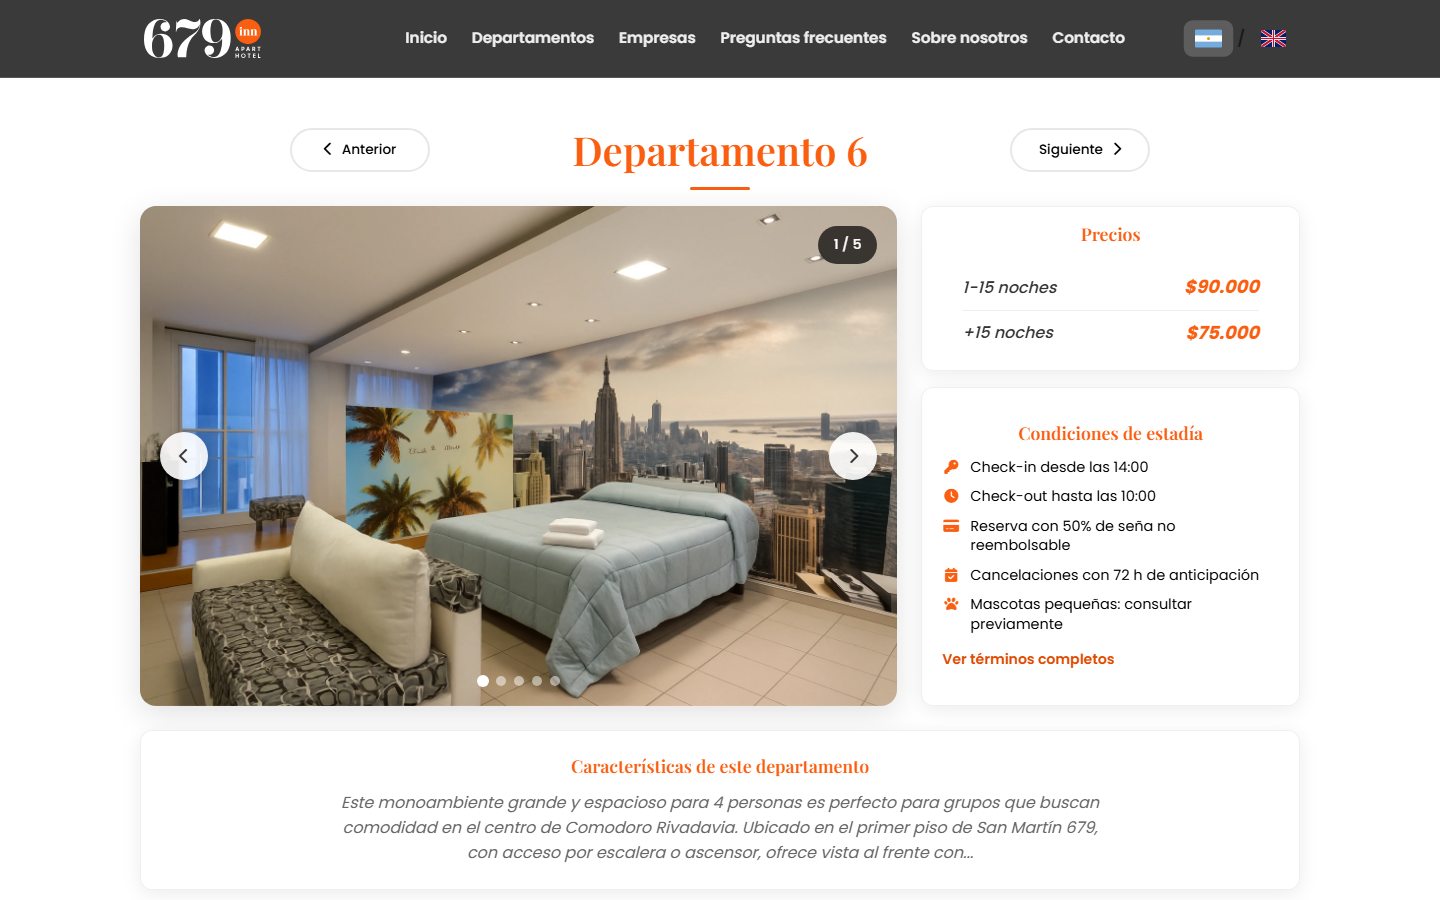 679 inn
APART
HOTEL
Inicio Departamentos Empresas Preguntas frecuentes Sobre nosotros Contacto /
Anterior
Departamento 6
Siguiente
1 / 5
Precios
1-15 noches $90.000
+15 noches $75.000
Condiciones de estadía
Check-in desde las 14:00
Check-out hasta las 10:00
Reserva con 50% de seña no
reembolsable
Cancelaciones con 72 h de anticipación
Mascotas pequeñas: consultar
previamente
Ver términos completos
Características de este departamento
Este monoambiente grande y espacioso para 4 personas es perfecto para grupos que buscan
comodidad en el centro de Comodoro Rivadavia. Ubicado en el primer piso de San Martín 679,
con acceso por escalera o ascensor, ofrece vista al frente con...